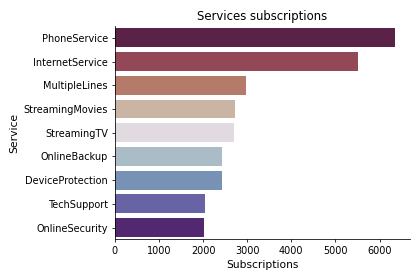 Services subscriptions
Service
PhoneService
InternetService
MultipleLines
StreamingMovies
StreamingTV
OnlineBackup
DeviceProtection
TechSupport
OnlineSecurity
0 1000 2000 3000 4000 5000 6000
Subscriptions